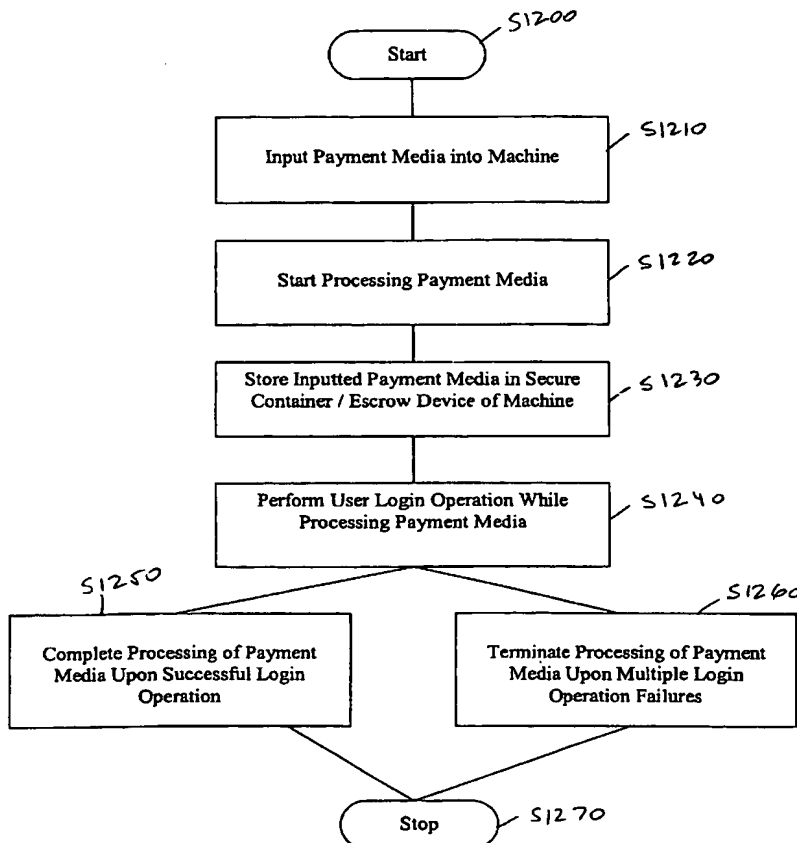 S1200
Start
S1210
Input Payment Media into Machine
S1220
Start Processing Payment Media
S1230
Store Inputted Payment Media in Secure
Container / Escrow Device of Machine
S1240
Perform User Login Operation While
Processing Payment Media
S1250
Complete Processing of Payment
Media Upon Successful Login
Operation
S1260
Terminate Processing of Payment
Media Upon Multiple Login
Operation Failures
Stop
S1270